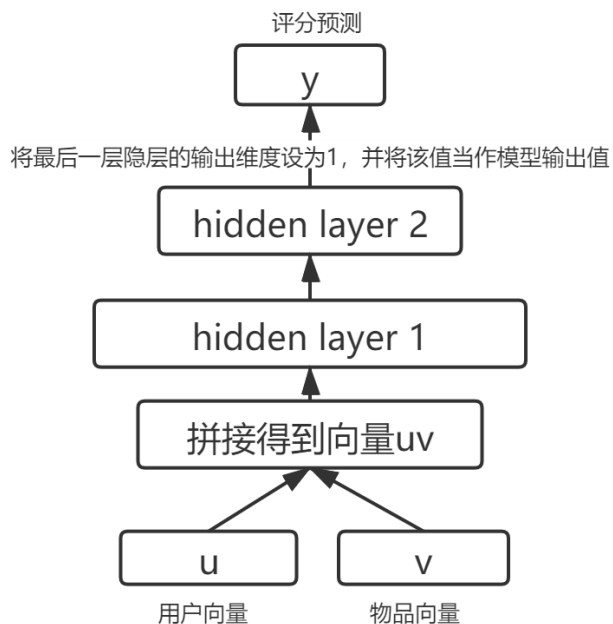 评分预测
y
将最后一层隐层的输出维度设为1，并将该值当作模型输出值
hidden layer 2
hidden layer 1
拼接得到向量uv
u
v
用户向量
物品向量